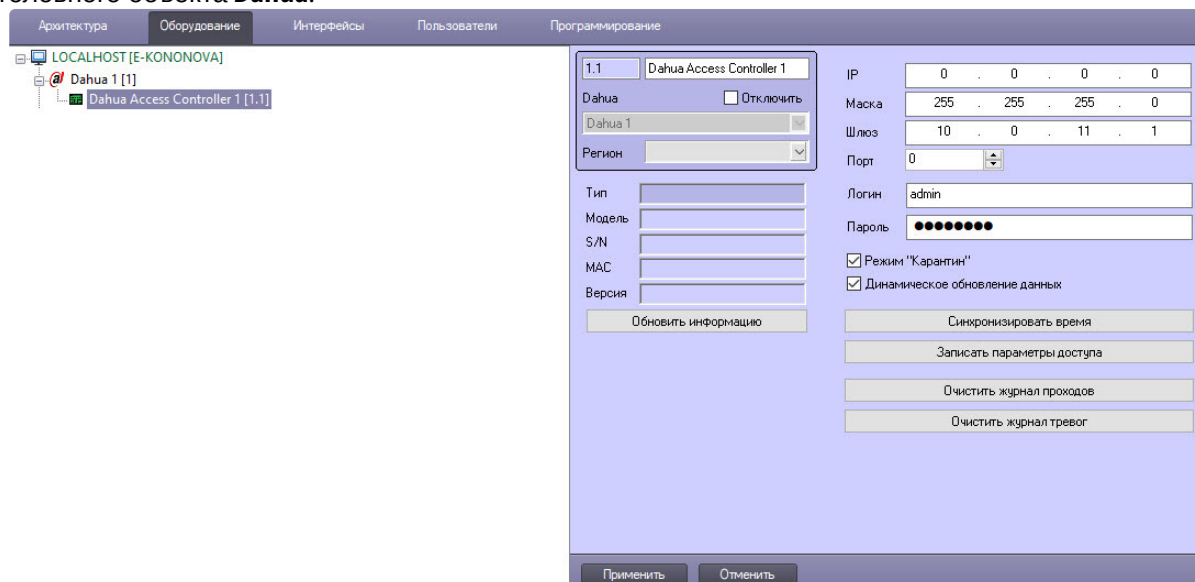 головного объекта Dahua.
Архитектура Оборудование Интерфейсы Пользователи Программирование
LOCALHOST [E-KONONOVA]
Dahua 1 [1]
Dahua Access Controller 1 [1.1]
1.1 Dahua Access Controller 1
Dahua Отключить
Dahua 1
Регион
Тип
Модель
S/N
MAC
Версия
Обновить информацию
IP 0 . 0 . 0 . 0
Маска 255 . 255 . 255 . 0
Шлюз 10 . 0 . 11 . 1
Порт 0
Логин admin
Пароль ●●●●●●●●
Режим "Карантин"
Динамическое обновление данных
Синхронизировать время
Записать параметры доступа
Очистить журнал проходов
Очистить журнал тревог
Применить Отменить